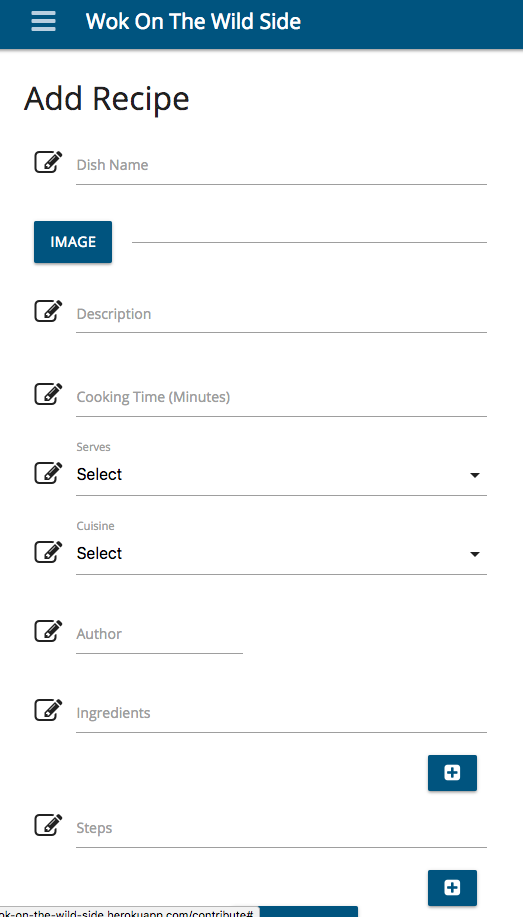 Wok On The Wild Side
Add Recipe
Dish Name
IMAGE
Description
Cooking Time (Minutes)
Serves
Select
Cuisine
Select
Author
Ingredients
Steps
ok-on-the-wild-side.herokuapp.com/contribute#